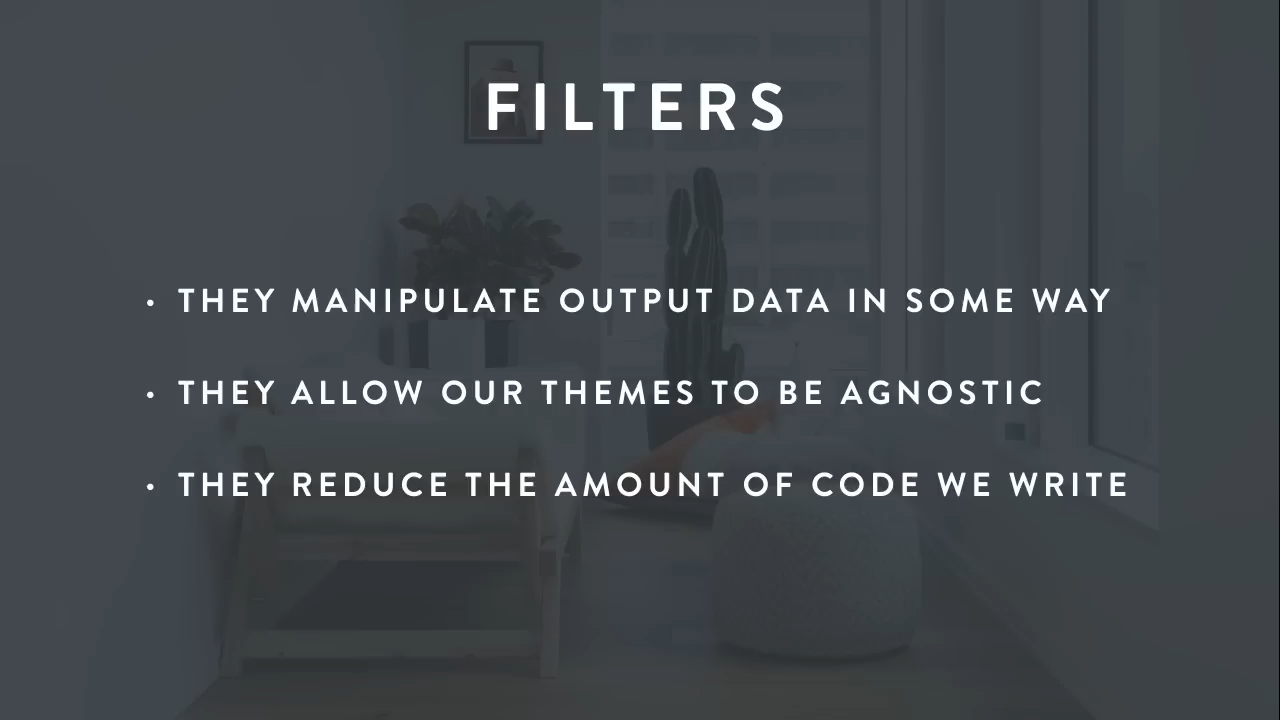 FILTERS
• THEY MANIPULATE OUTPUT DATA IN SOME WAY
• THEY ALLOW OUR THEMES TO BE AGNOSTIC
• THEY REDUCE THE AMOUNT OF CODE WE WRITE